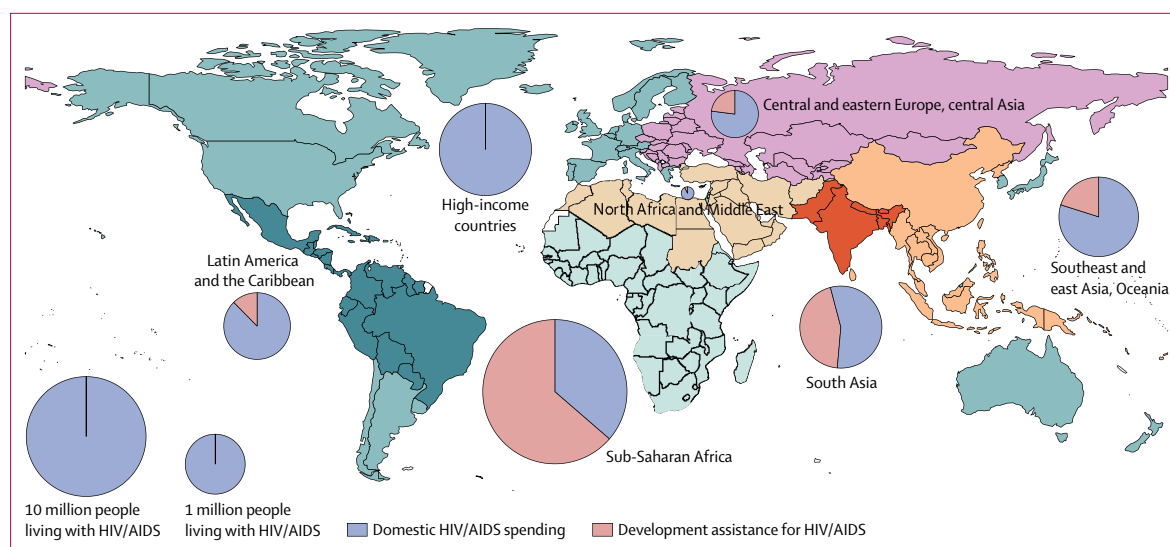 Central and eastern Europe, central Asia
High-income
countries
North Africa and Middle East
Latin America
and the Caribbean
Southeast and
east Asia, Oceania
South Asia
Sub-Saharan Africa
10 million people
living with HIV/AIDS
1 million people
living with HIV/AIDS
Domestic HIV/AIDS spending
Development assistance for HIV/AIDS